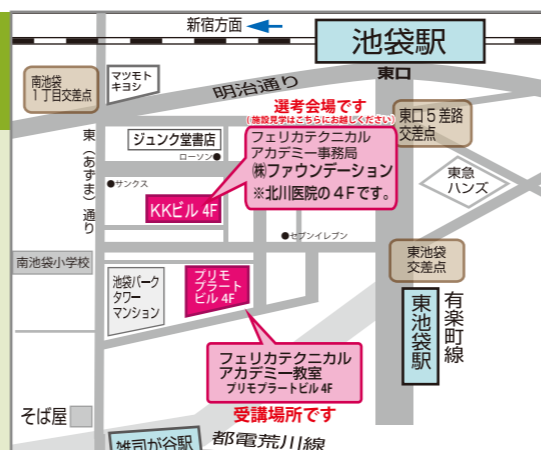 新宿方面
池袋駅
東口
南池袋
1丁目交差点
マツモト
キヨシ
明治通り
選考会場です
(施設見学はこちらにお越しください)
東口5差路
交差点
フェリカテクニカル
アカデミー事務局
㈱ファウンデーション
※北川医院の4Fです。
ジュンク堂書店
ローソン
東急
ハンズ
東(あずま)通り
サンクス
KKビル 4F
セブンイレブン
南池袋小学校
東池袋
交差点
池袋パーク
タワー
マンション
プリモ
プラート
ビル 4F
東池袋駅
有楽町線
フェリカテクニカル
アカデミー教室
プリモプラートビル 4F
受講場所です
そば屋
雑司が谷駅
都電荒川線